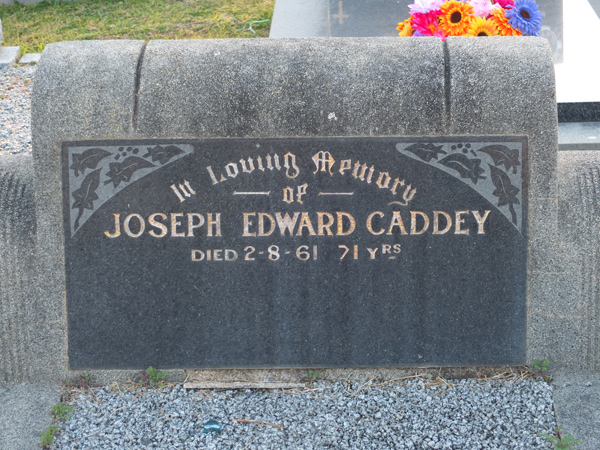 In Loving Memory
of
JOSEPH EDWARD CADDEY
DIED 2-8-61 71 YRS